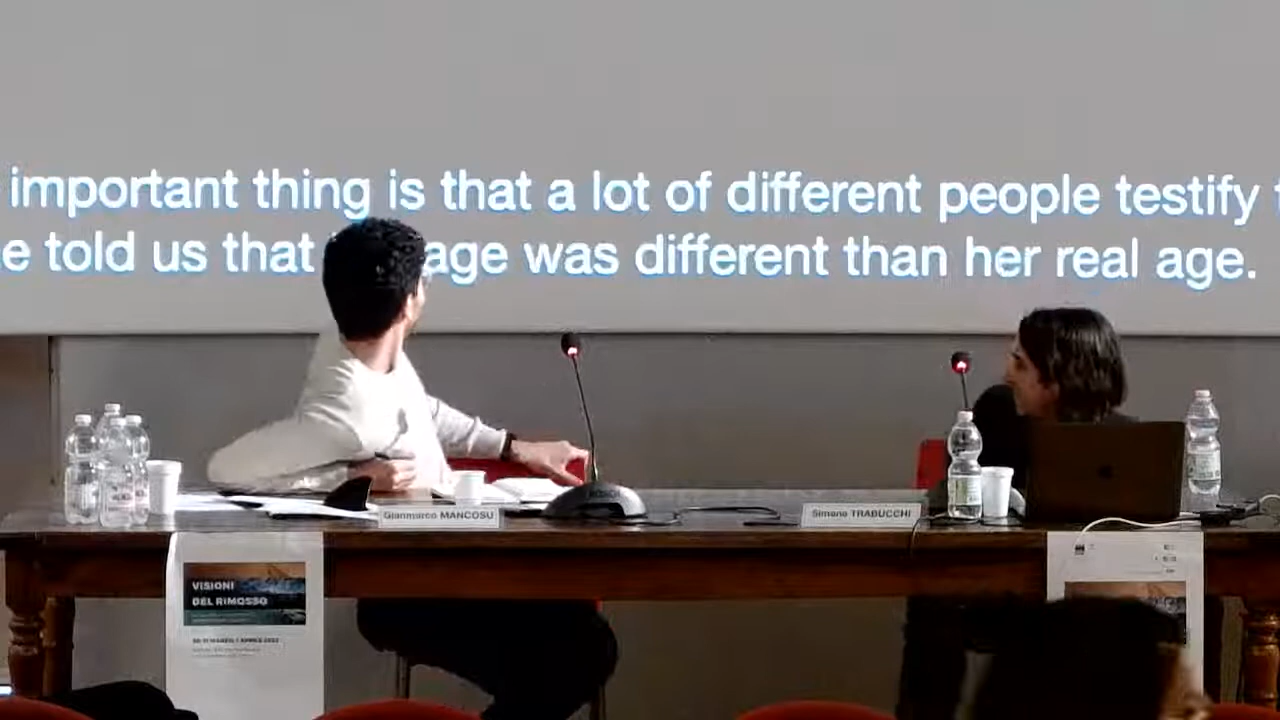 important thing is that a lot of different people testify
told us that age was different than her real age.
Gianmarco MANCOSU
Simone TRABUCCHI
VISIONI
DEL RIMOSSO